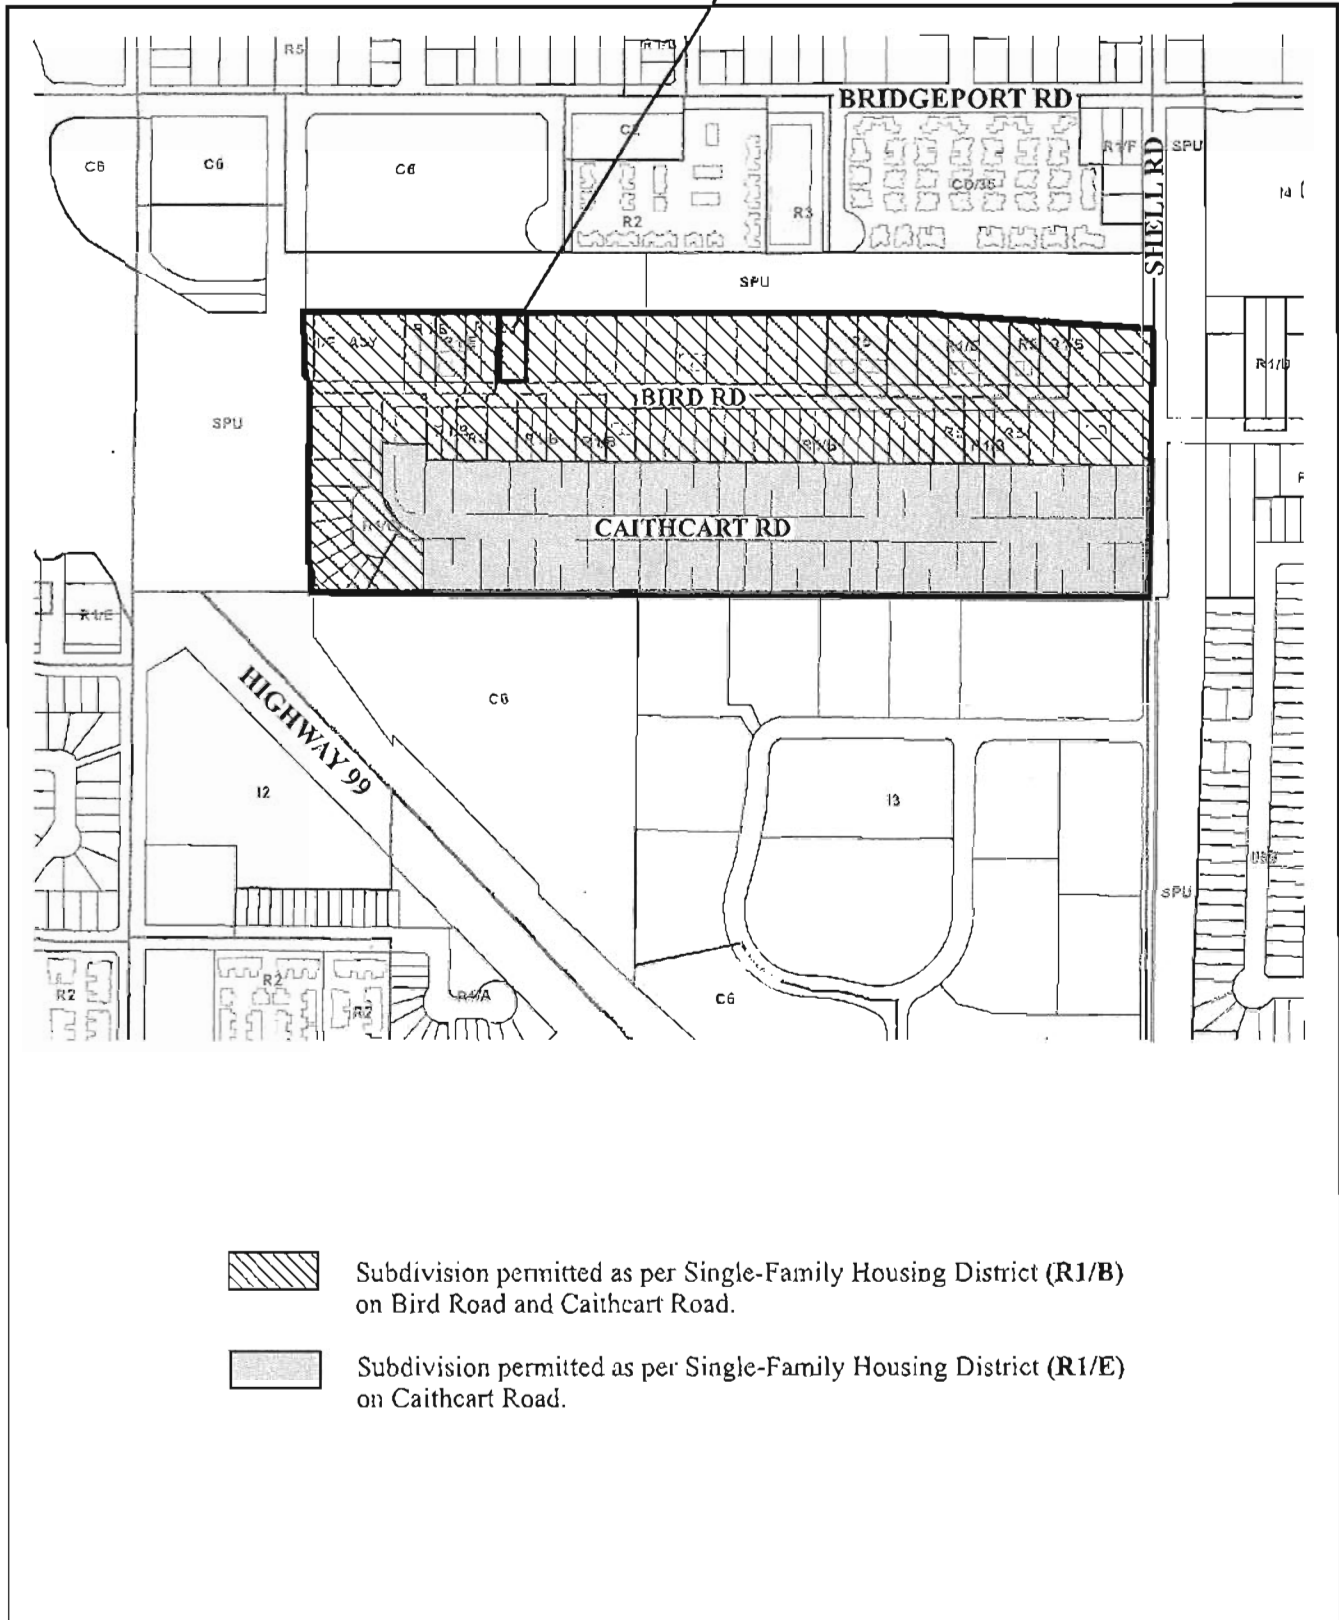 R5
BRIDGEPORT RD
C6
C6
C6
R1/F
SPU
CD/35
R2
R3
SHELL RD
SPU
ASY
BIRD RD
SPU
R1/B
CAITHCART RD
R1/E
HIGHWAY 99
C6
I2
I3
SPU
R2
R2
R2
C6
Subdivision permitted as per Single-Family Housing District (R1/B)
on Bird Road and Caithcart Road.
Subdivision permitted as per Single-Family Housing District (R1/E)
on Caithcart Road.